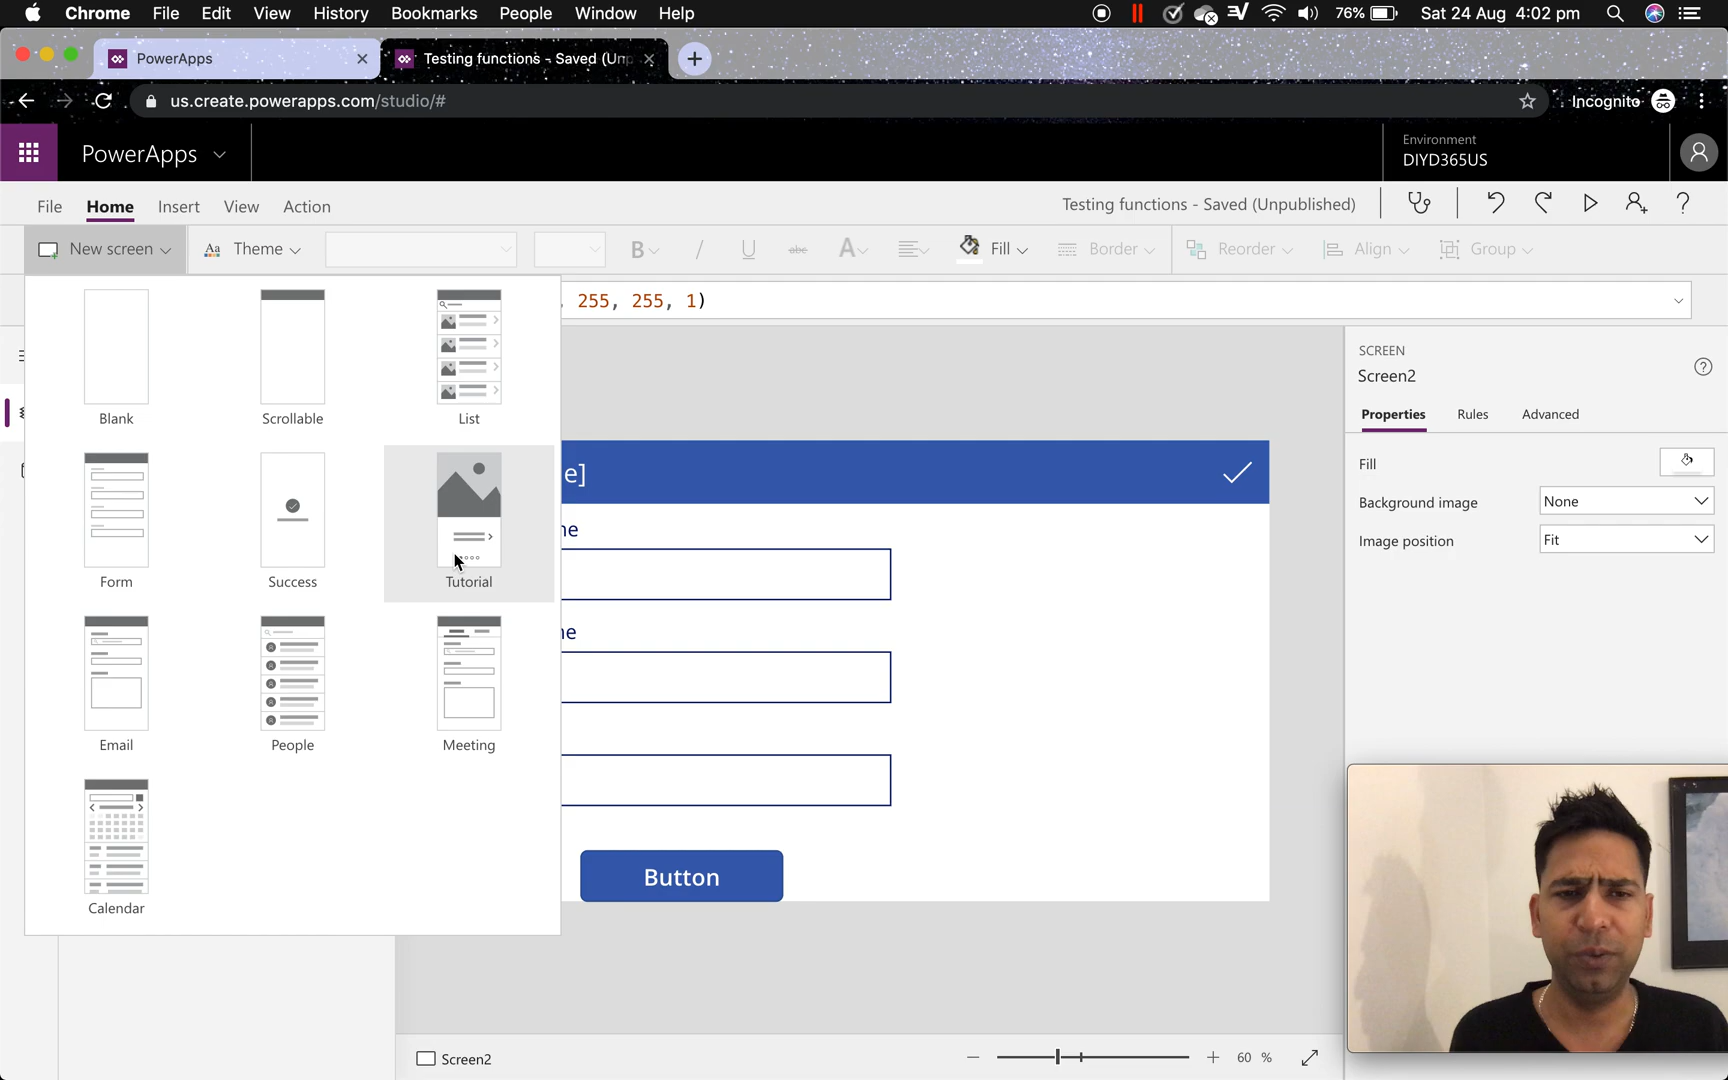 Chrome File Edit View History Bookmarks People Window Help 76% Sat 24 Aug 4:02 pm
PowerApps Testing functions - Saved (Unp
us.create.powerapps.com/studio/# Incognito
PowerApps Environment
DIYD365US
File Home Insert View Action Testing functions - Saved (Unpublished)
New screen Theme B / U abc A Fill Border Reorder Align Group
, 255, 255, 1)
Blank Scrollable List
Form Success Tutorial
Email People Meeting
Calendar
e]
ne
ne
Button
SCREEN
Screen2
Properties Rules Advanced
Fill
Background image None
Image position Fit
Screen2 60 %